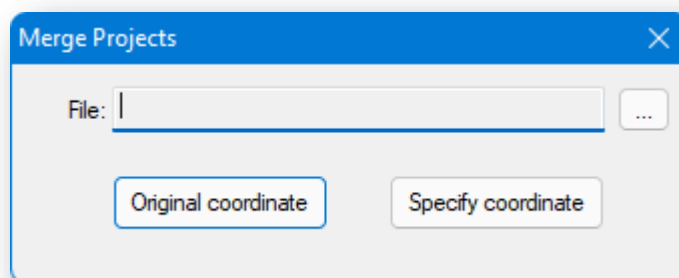 Merge Projects
File:
...
Original coordinate
Specify coordinate